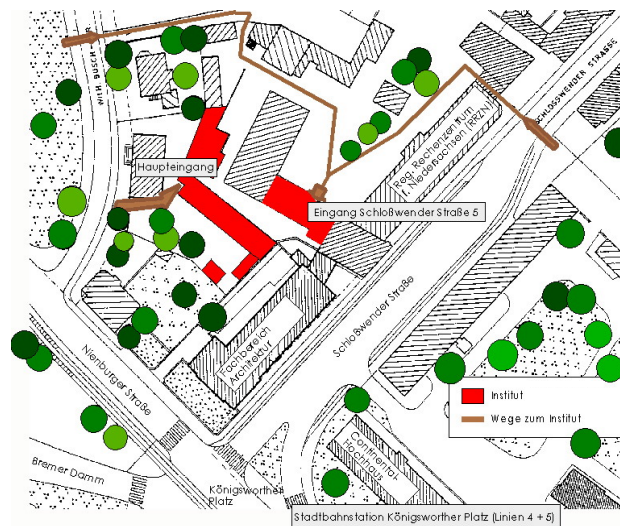 W.H. BUSCH
SCHLOSSWENDER STRASSE
Haupteingang
Reg. Rechenzentrum
f. Niedersachsen (RRZN)
Eingang Schloßwender Straße 5
Schloßwender Straße
Fachbereich
Architektur
Nienburger Straße
Institut
Wege zum Institut
Continental-
Hochhaus
Bremer Damm
Königsworther
Platz
Stadtbahnstation Königsworther Platz (Linien 4 + 5)